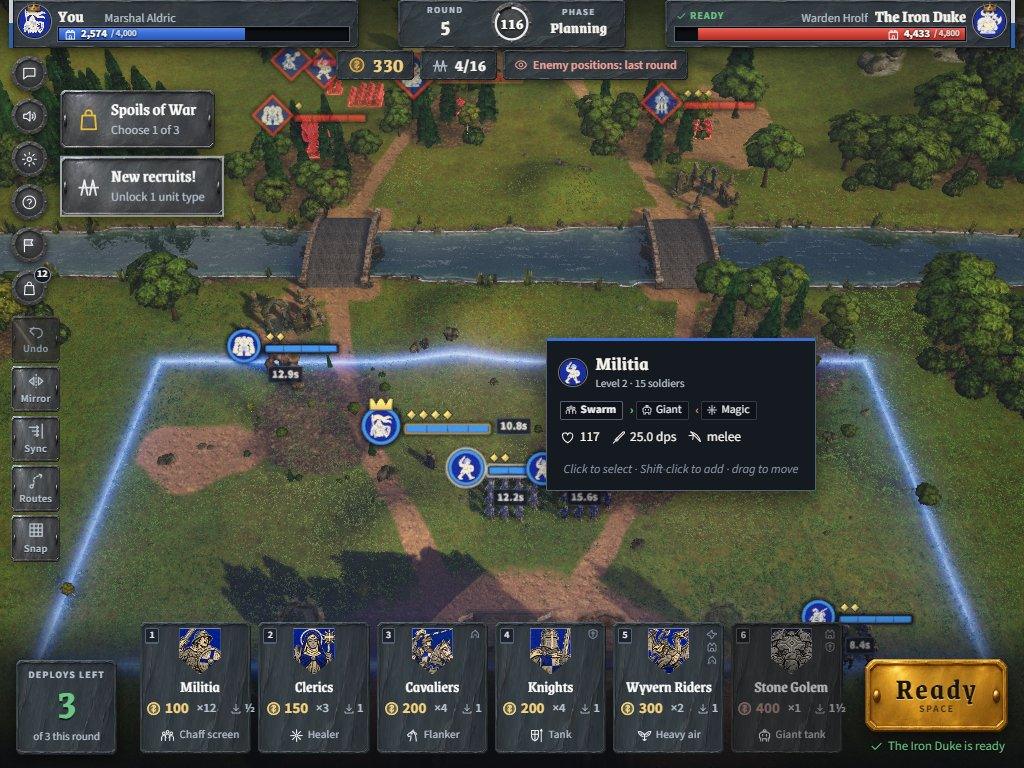 You Marshal Aldric
2,574 / 4,000
ROUND
5
116
PHASE
Planning
READY
Warden Hrolf The Iron Duke
4,433 / 4,800
330
4/16
Enemy positions: last round
Spoils of War
Choose 1 of 3
New recruits!
Unlock 1 unit type
12
Undo
Mirror
Sync
Routes
Snap
12.9s
10.8s
12.2s
15.6s
8.4s
Militia
Level 2 · 15 soldiers
Swarm › Giant ‹ Magic
117 25.0 dps melee
Click to select · Shift-click to add · drag to move
DEPLOYS LEFT
3
of 3 this round
1
Militia
100 ×12 ½
Chaff screen
2
Clerics
150 ×3 1
Healer
3
Cavaliers
200 ×4 1
Flanker
4
Knights
200 ×4 1
Tank
5
Wyvern Riders
300 ×2 1
Heavy air
6
Stone Golem
400 ×1 1½
Giant tank
Ready
SPACE
The Iron Duke is ready